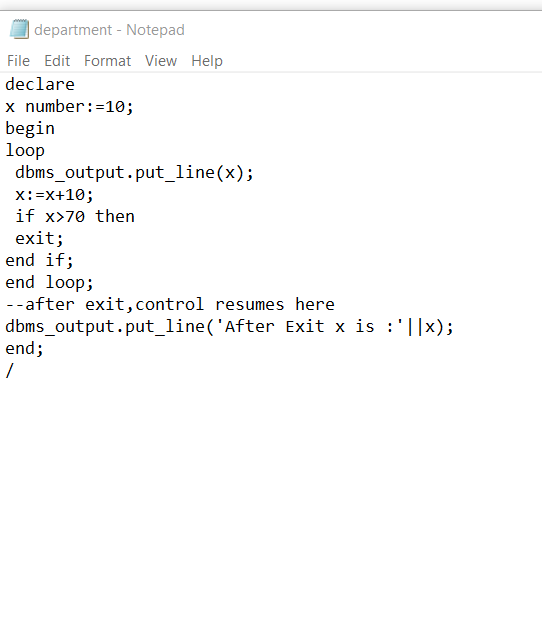 department - Notepad
File Edit Format View Help
declare
x number:=10;
begin
loop
 dbms_output.put_line(x);
 x:=x+10;
 if x>70 then
 exit;
end if;
end loop;
--after exit,control resumes here
dbms_output.put_line('After Exit x is :'||x);
end;
/